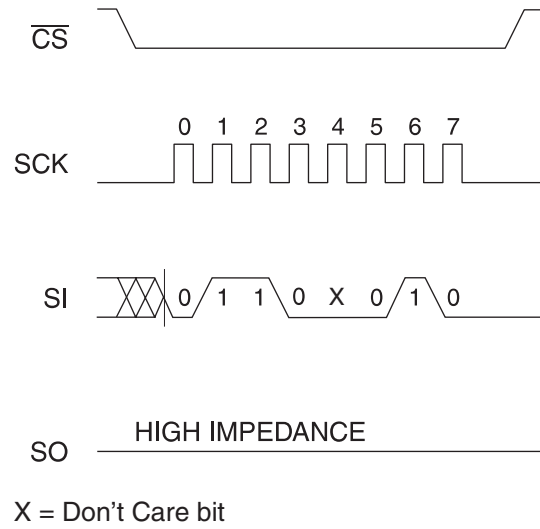 C̅S̅
0 1 2 3 4 5 6 7
SCK
SI 0 1 1 0 X 0 1 0
HIGH IMPEDANCE
SO
X = Don't Care bit